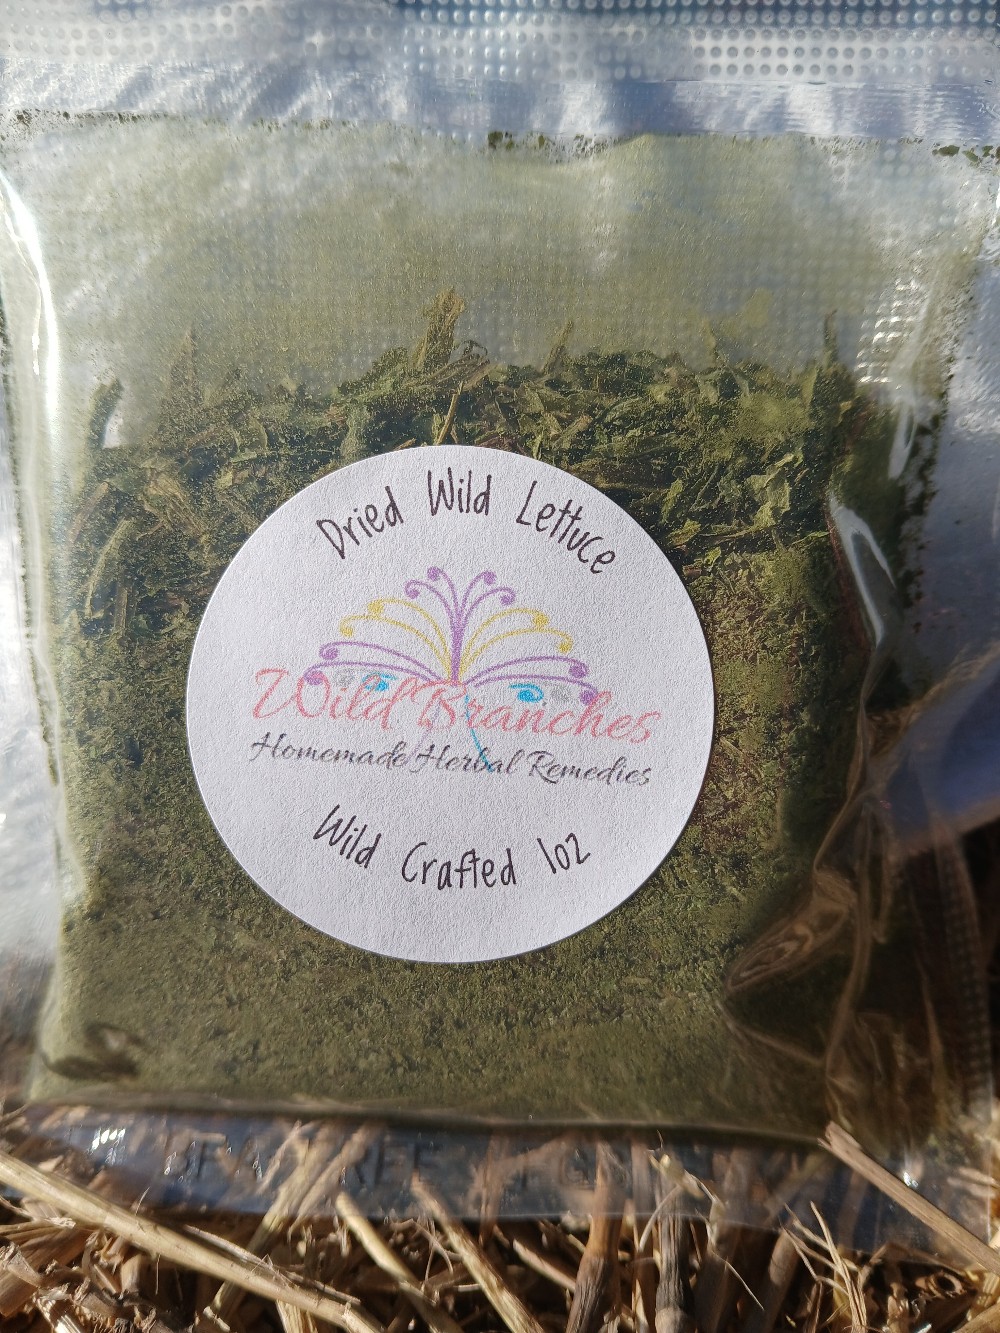 Dried Wild Lettuce
Wild Branches
Homemade Herbal Remedies
Wild Crafted 1oz